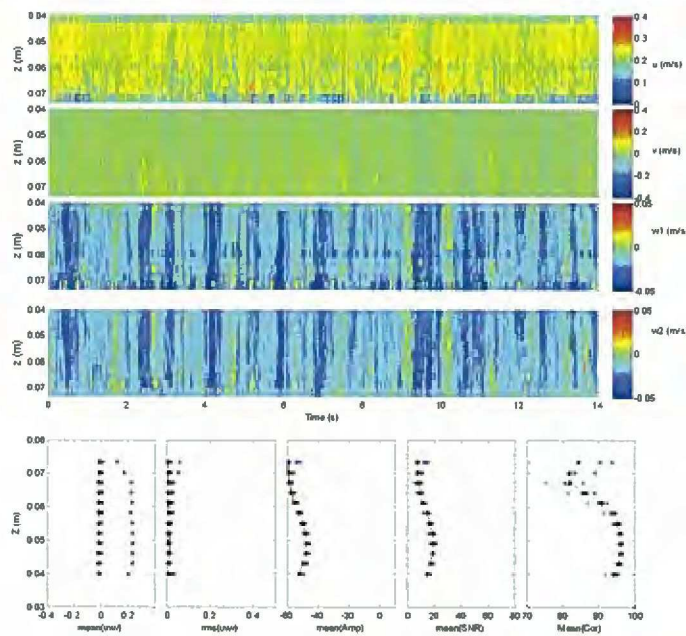 0.04
0.05
0.06
0.07
z (m)
0.4
0.3
0.2
0.1
0
u (m/s)
0.04
0.05
0.06
0.07
z (m)
0.4
0.2
0
-0.2
0.4
v (m/s)
0.04
0.05
0.06
0.07
z (m)
0.05
0
-0.05
w1 (m/s)
0.04
0.05
0.06
0.07
z (m)
0.05
0
-0.05
w2 (m/s)
0 2 4 6 8 10 12 14
Time (s)
0.08
0.07
0.06
0.05
0.04
0.03
Z (m)
-0.4 -0.2 0 0.2 0.4
0 0.2 0.4
-60 -40 -20 0
0 20 40 60 80
70 80 90 100
mean(uvw)
rms(uvw)
mean(Amp)
mean(SNR)
Mean(Cor)